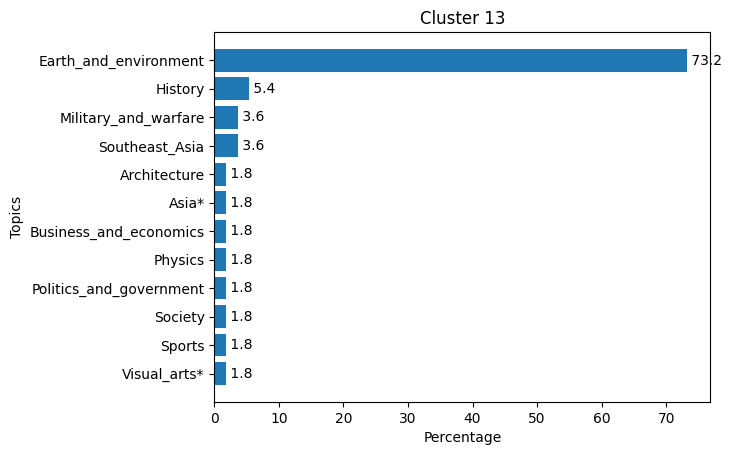 Cluster 13
Topics
Earth_and_environment 73.2
History 5.4
Military_and_warfare 3.6
Southeast_Asia 3.6
Architecture 1.8
Asia* 1.8
Business_and_economics 1.8
Physics 1.8
Politics_and_government 1.8
Society 1.8
Sports 1.8
Visual_arts* 1.8
0 10 20 30 40 50 60 70
Percentage